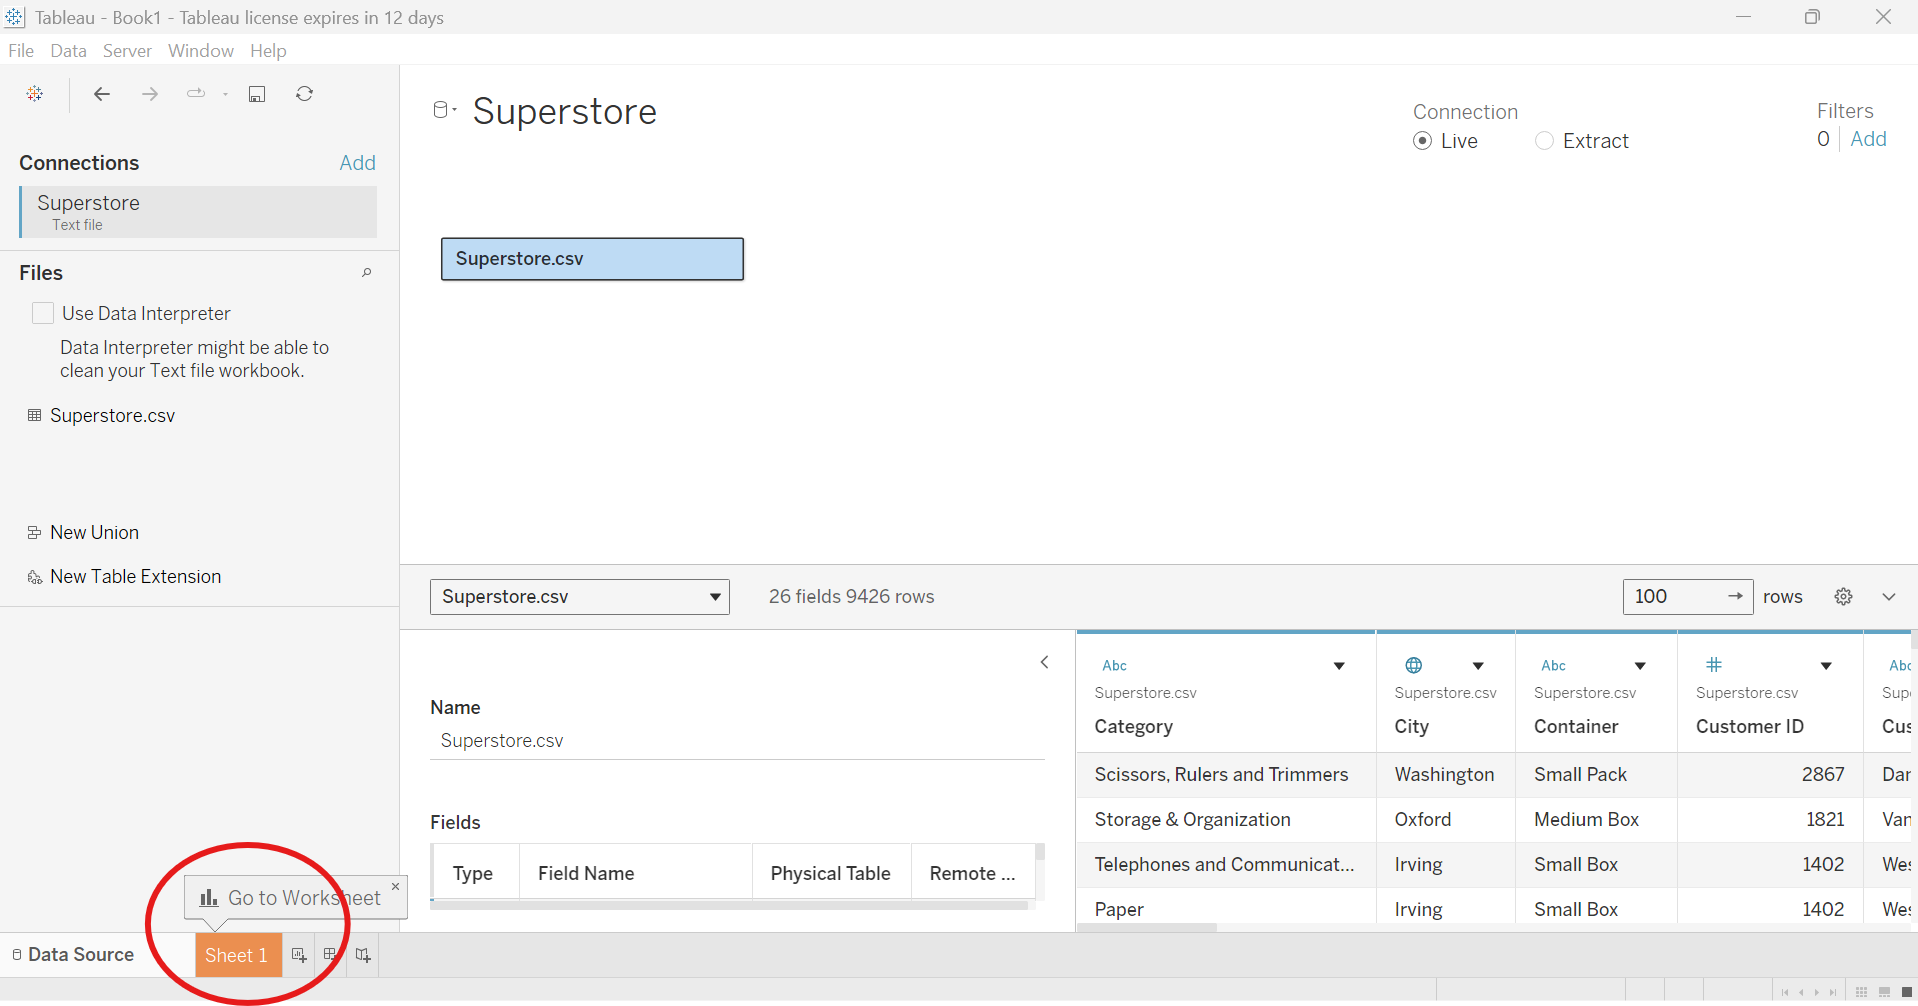 Tableau - Book1 - Tableau license expires in 12 days
File Data Server Window Help
Connections Add
Superstore
Text file
Files
Use Data Interpreter
Data Interpreter might be able to
clean your Text file workbook.
Superstore.csv
New Union
New Table Extension
Superstore
Connection
Live Extract
Filters
0 Add
Superstore.csv
Superstore.csv 26 fields 9426 rows 100 rows
Name
Superstore.csv
Fields
Type Field Name Physical Table Remote ...
Abc Abc Abc
Superstore.csv Superstore.csv Superstore.csv Superstore.csv Sup
Category City Container Customer ID Cus
Scissors, Rulers and Trimmers Washington Small Pack 2867 Dar
Storage & Organization Oxford Medium Box 1821 Van
Telephones and Communicat... Irving Small Box 1402 Wes
Paper Irving Small Box 1402 Wes
Go to Worksheet
Data Source Sheet 1